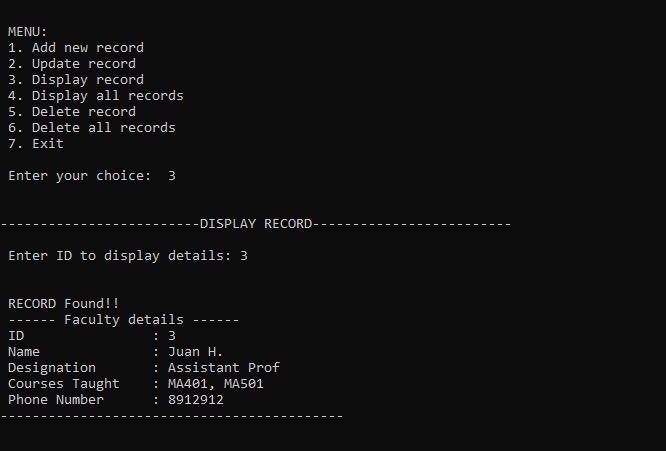 MENU:
1. Add new record
2. Update record
3. Display record
4. Display all records
5. Delete record
6. Delete all records
7. Exit
Enter your choice:  3
-------------------------DISPLAY RECORD-------------------------
Enter ID to display details: 3
RECORD Found!!
------ Faculty details ------
ID                : 3
Name              : Juan H.
Designation       : Assistant Prof
Courses Taught    : MA401, MA501
Phone Number      : 8912912
-------------------------------------------